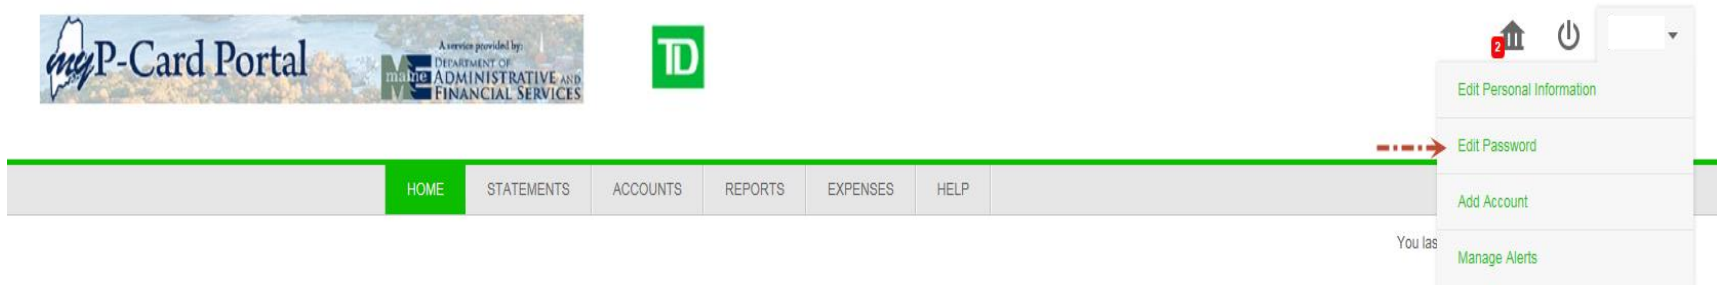 myP-Card Portal
A service provided by:
maine
DEPARTMENT OF
ADMINISTRATIVE AND
FINANCIAL SERVICES
TD
2
Edit Personal Information
Edit Password
HOME STATEMENTS ACCOUNTS REPORTS EXPENSES HELP
Add Account
You las
Manage Alerts